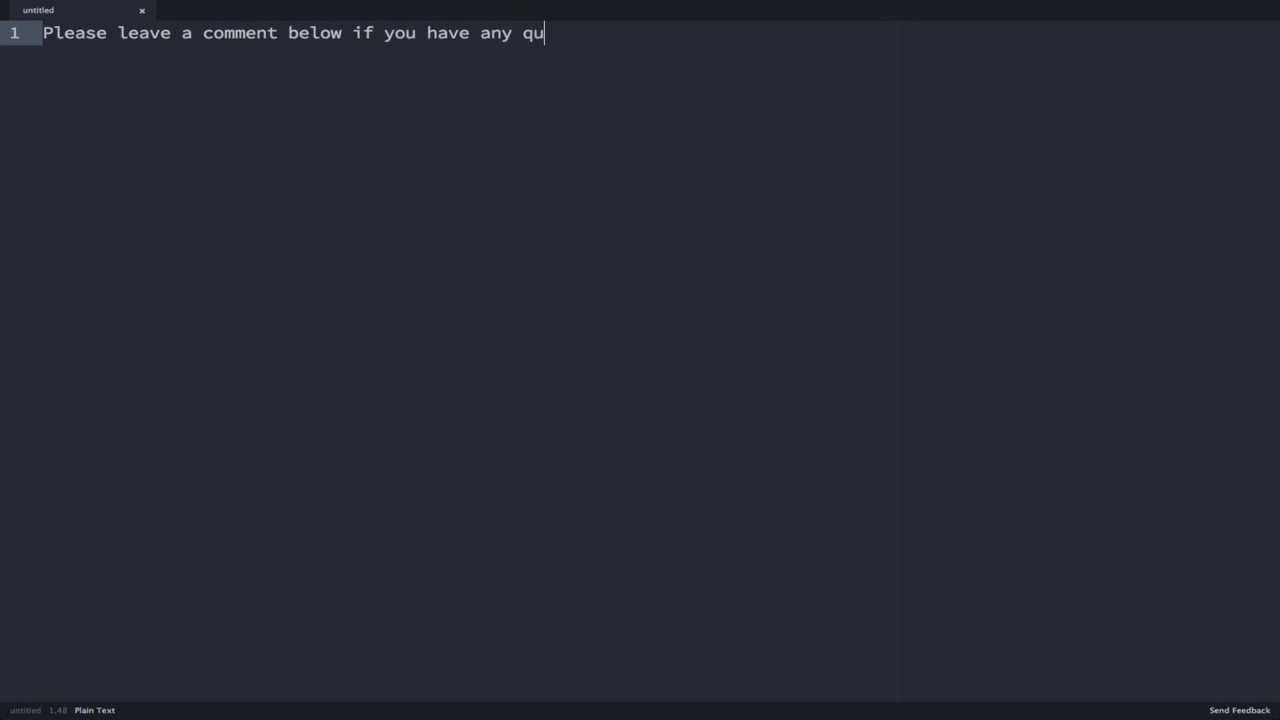 untitled
1 Please leave a comment below if you have any qu
untitled 1,48 Plain Text Send Feedback